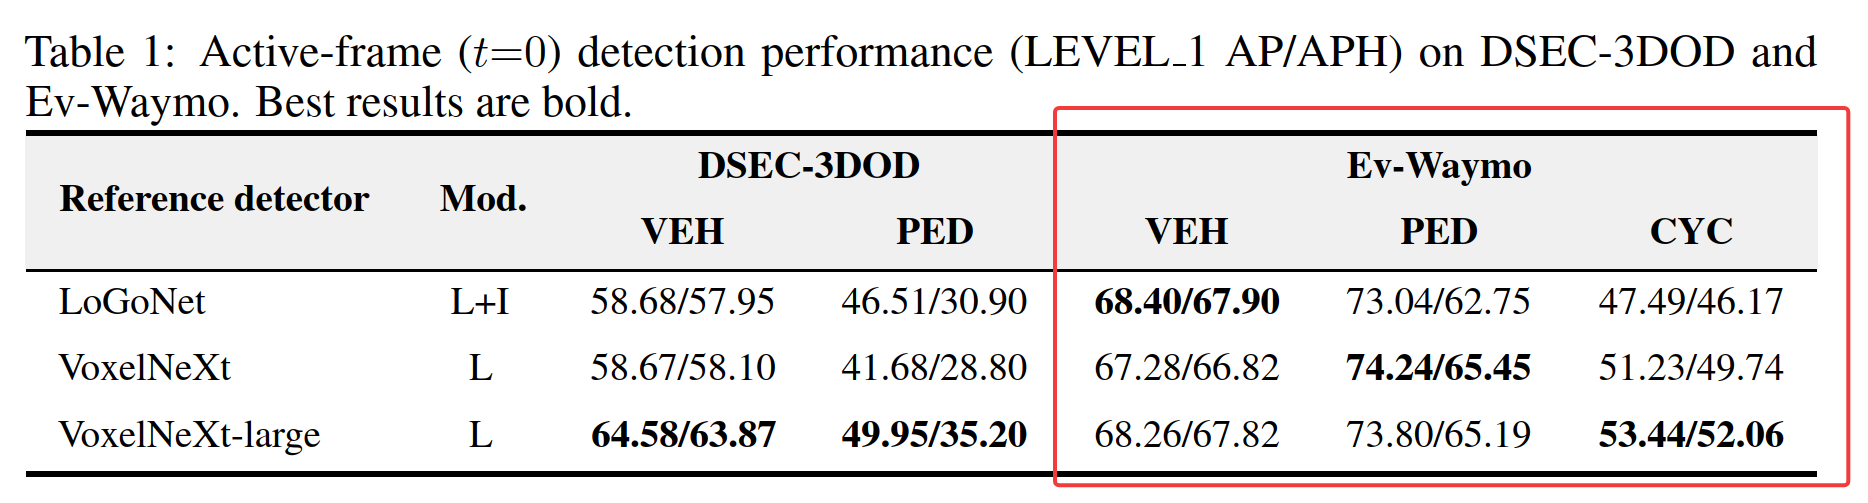 Table 1: Active-frame (t=0) detection performance (LEVEL_1 AP/APH) on DSEC-3DOD and
Ev-Waymo. Best results are bold.
Reference detector Mod. DSEC-3DOD Ev-Waymo
VEH PED VEH PED CYC
LoGoNet L+I 58.68/57.95 46.51/30.90 68.40/67.90 73.04/62.75 47.49/46.17
VoxelNeXt L 58.67/58.10 41.68/28.80 67.28/66.82 74.24/65.45 51.23/49.74
VoxelNeXt-large L 64.58/63.87 49.95/35.20 68.26/67.82 73.80/65.19 53.44/52.06